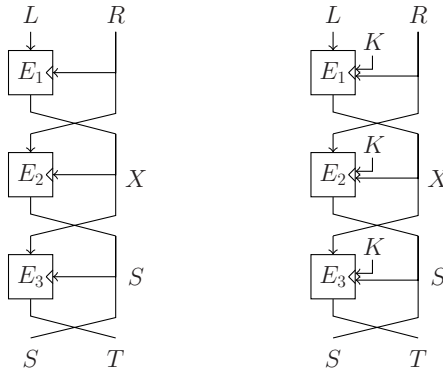 L R L R
K
E₁ E₁
K
E₂ E₂
X X
K
E₃ E₃
S S
S T S T